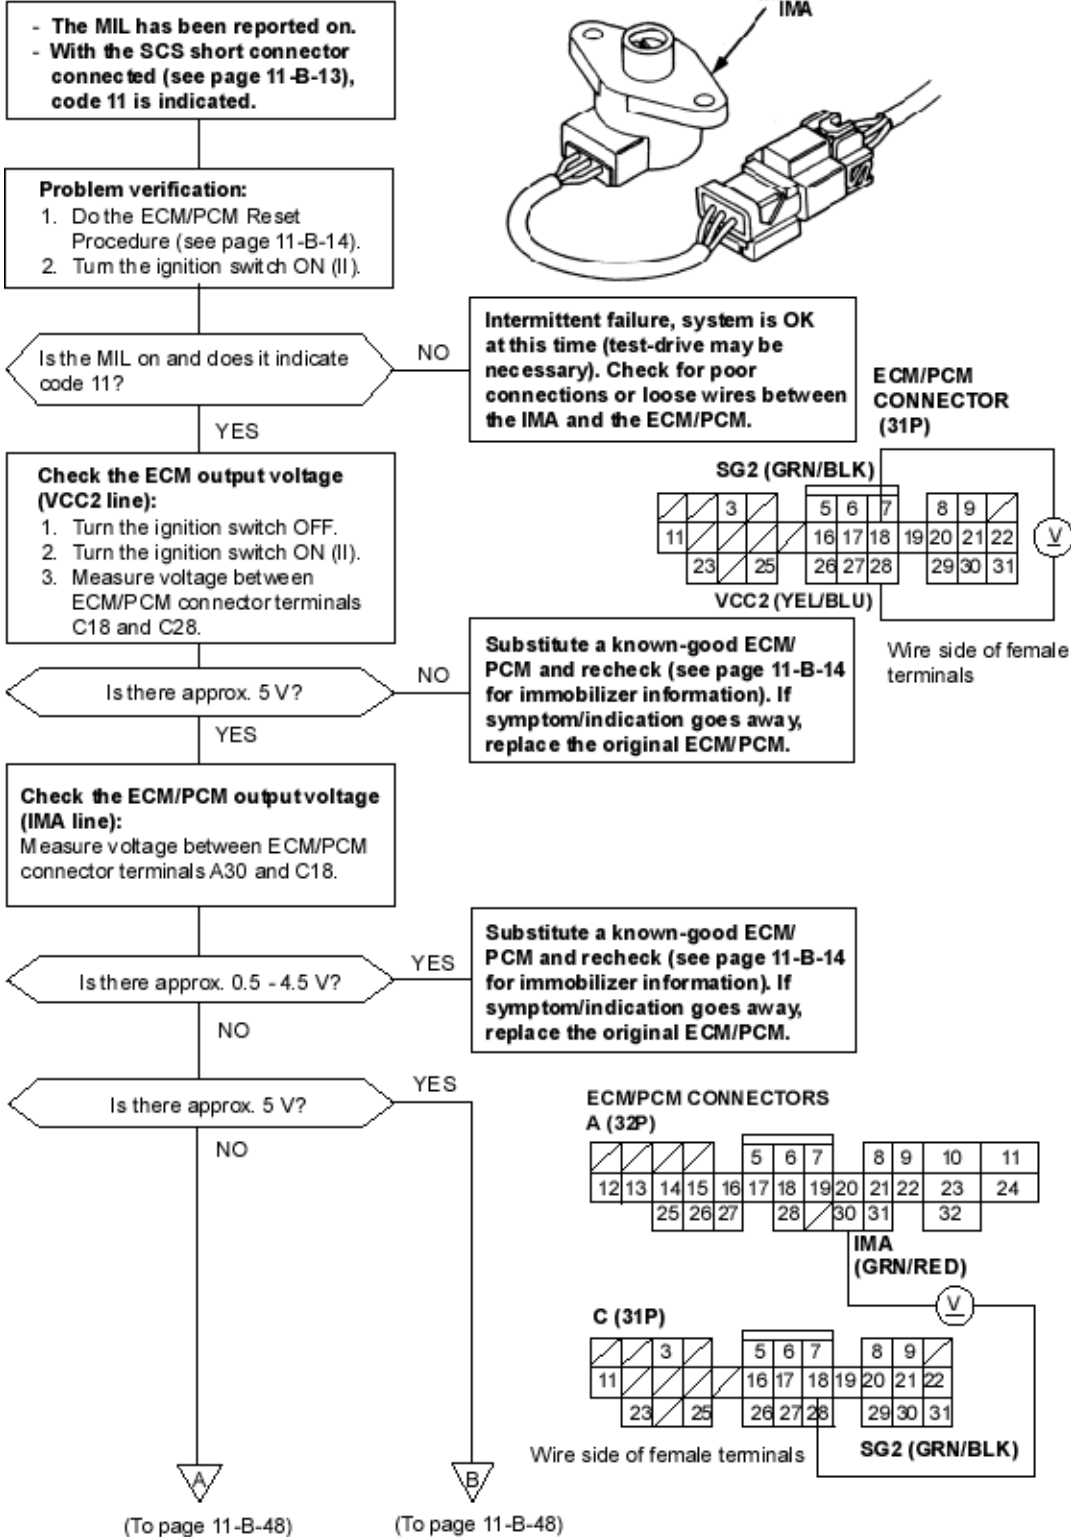 - The MIL has been reported on.
- With the SCS short connector
connected (see page 11-B-13),
code 11 is indicated.
IMA
Problem verification:
1. Do the ECM/PCM Reset
Procedure (see page 11-B-14).
2. Turn the ignition switch ON (II).
Is the MIL on and does it indicate
code 11?
NO
Intermittent failure, system is OK
at this time (test-drive may be
necessary). Check for poor
connections or loose wires between
the IMA and the ECM/PCM.
YES
ECM/PCM
CONNECTOR
(31P)
SG2 (GRN/BLK)
3 5 6 7 8 9
11 16 17 18 19 20 21 22
23 25 26 27 28 29 30 31
V
VCC2 (YEL/BLU)
Wire side of female
terminals
Check the ECM output voltage
(VCC2 line):
1. Turn the ignition switch OFF.
2. Turn the ignition switch ON (II).
3. Measure voltage between
ECM/PCM connector terminals
C18 and C28.
Is there approx. 5 V?
NO
Substitute a known-good ECM/
PCM and recheck (see page 11-B-14
for immobilizer information). If
symptom/indication goes away,
replace the original ECM/PCM.
YES
Check the ECM/PCM output voltage
(IMA line):
Measure voltage between ECM/PCM
connector terminals A30 and C18.
Is there approx. 0.5 - 4.5 V?
YES
Substitute a known-good ECM/
PCM and recheck (see page 11-B-14
for immobilizer information). If
symptom/indication goes away,
replace the original ECM/PCM.
NO
Is there approx. 5 V?
YES
NO
ECM/PCM CONNECTORS
A (32P)
5 6 7 8 9 10 11
12 13 14 15 16 17 18 19 20 21 22 23 24
25 26 27 28 30 31 32
IMA
(GRN/RED)
V
C (31P)
3 5 6 7 8 9
11 16 17 18 19 20 21 22
23 25 26 27 28 29 30 31
Wire side of female terminals
SG2 (GRN/BLK)
A
B
(To page 11-B-48)
(To page 11-B-48)